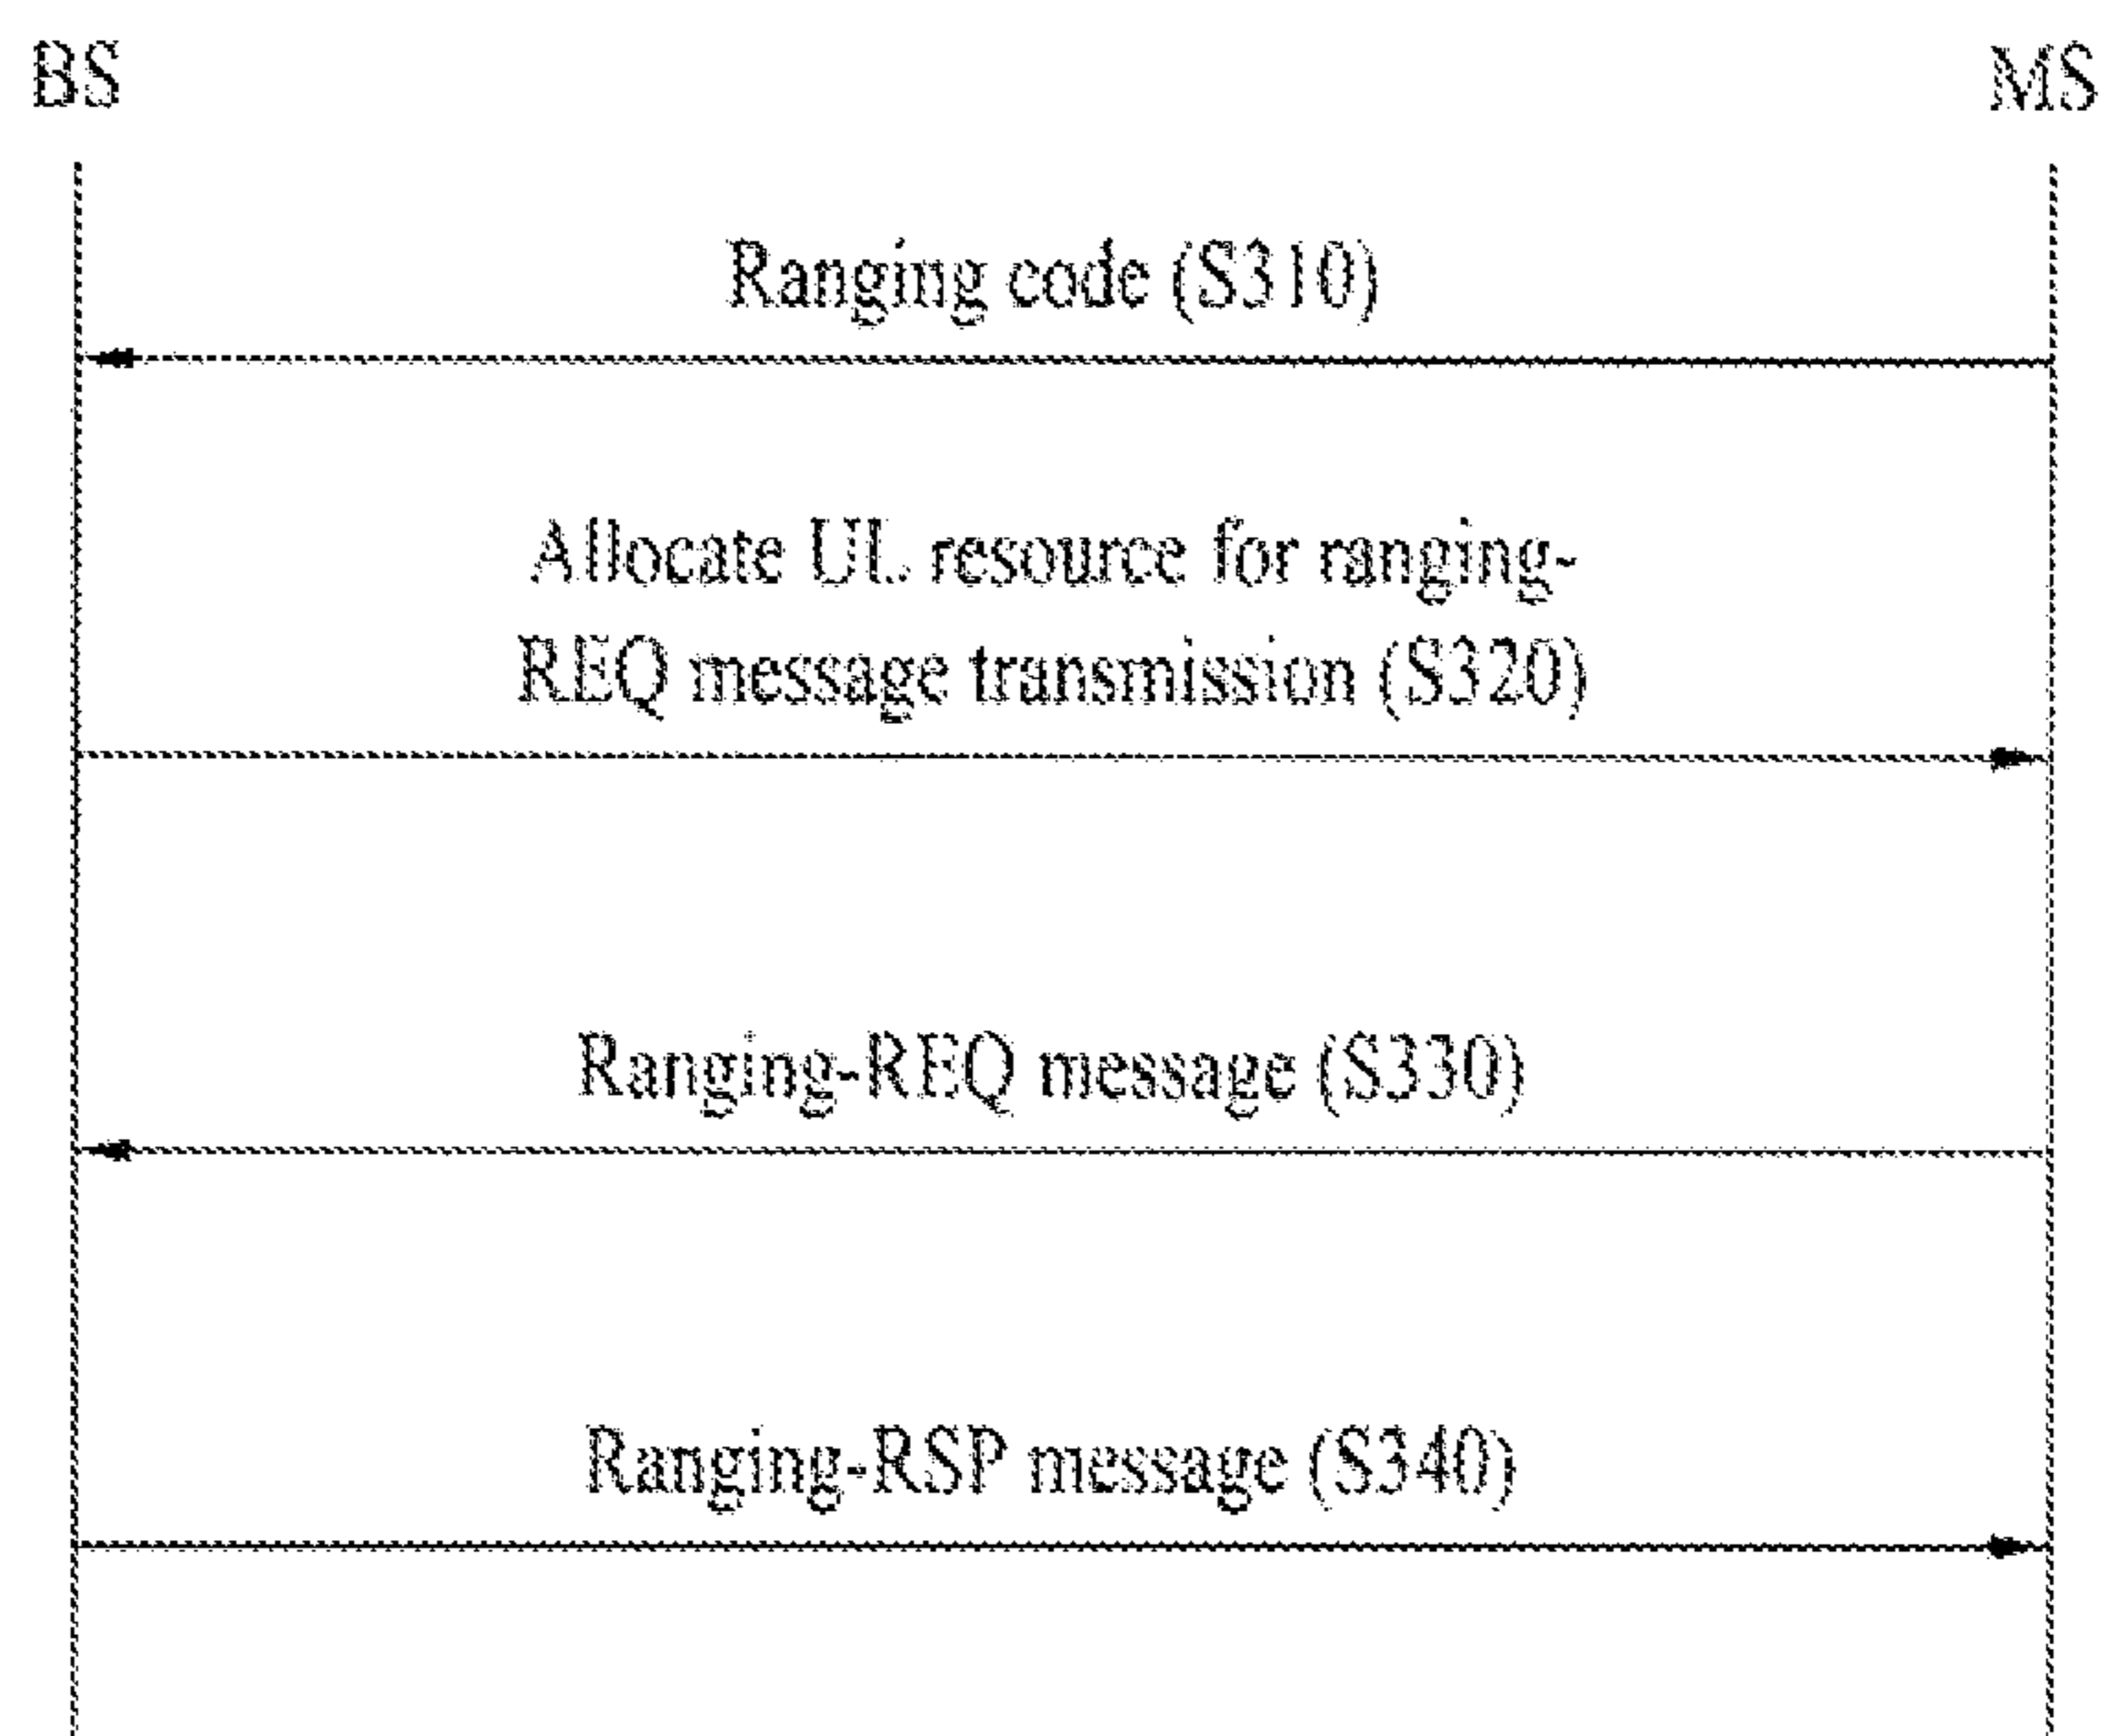 BS
MS
Ranging code (S310)
Allocate UL resource for ranging-
REQ message transmission (S320)
Ranging-REQ message (S330)
Ranging-RSP message (S340)